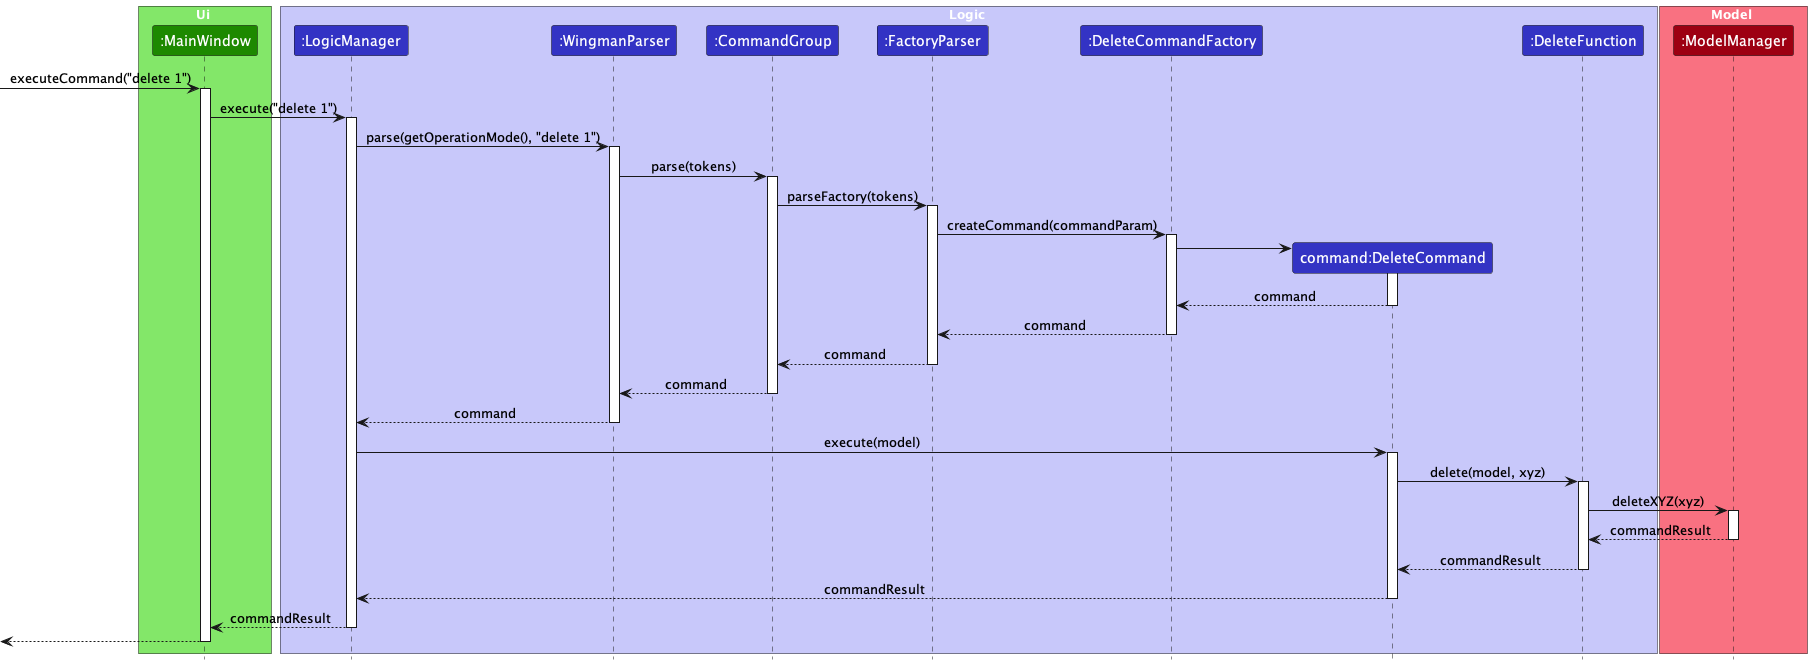 Ui
Logic
Model
:MainWindow
:LogicManager
:WingmanParser
:CommandGroup
:FactoryParser
:DeleteCommandFactory
:DeleteFunction
:ModelManager
executeCommand("delete 1")
execute("delete 1")
parse(getOperationMode(), "delete 1")
parse(tokens)
parseFactory(tokens)
createCommand(commandParam)
command:DeleteCommand
command
command
command
command
command
execute(model)
delete(model, xyz)
deleteXYZ(xyz)
commandResult
commandResult
commandResult
commandResult